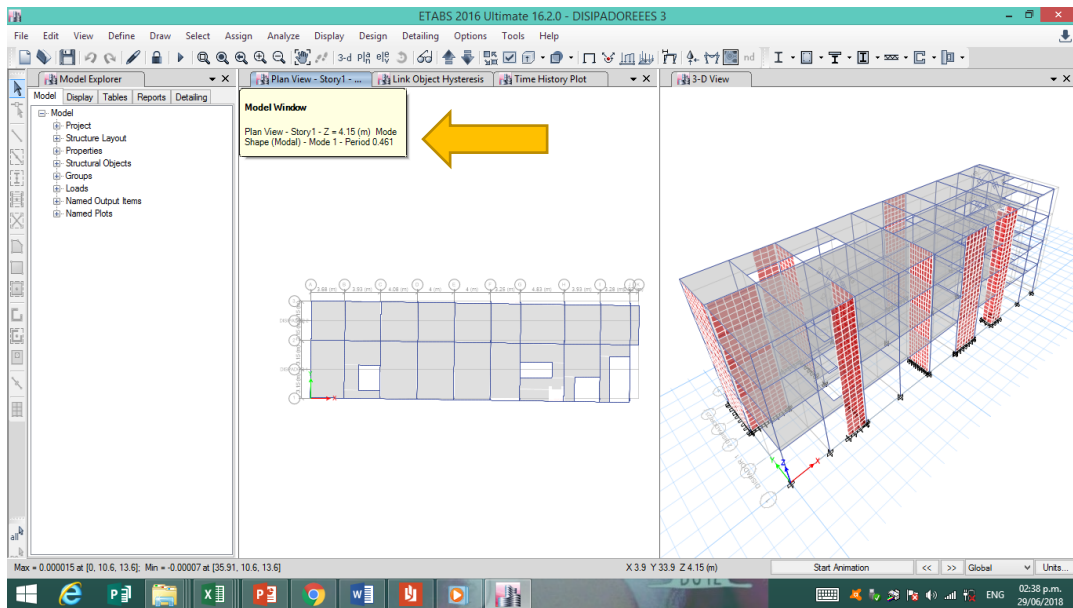 ETABS 2016 Ultimate 16.2.0 - DISIPADOREEES 3
File Edit View Define Draw Select Assign Analyze Display Design Detailing Options Tools Help
3-d plą elę nd
Model Explorer
Model Display Tables Reports Detailing
Model
Project
Structure Layout
Properties
Structural Objects
Groups
Loads
Named Output Items
Named Plots
all
Plan View - Story1 - ... Link Object Hysteresis Time History Plot
Model Window
Plan View - Story1 - Z = 4.15 (m) Mode
Shape (Modal) - Mode 1 - Period 0.461
4 (m) 4 (m)
X
3-D View
Y Z X
Max = 0.000015 at [0, 10.6, 13.6]; Min = -0.00007 at [35.91, 10.6, 13.6]
X 3.9 Y 33.9 Z 4.15 (m)
Start Animation << >> Global Units...
ENG
02:38 p.m.
29/06/2018